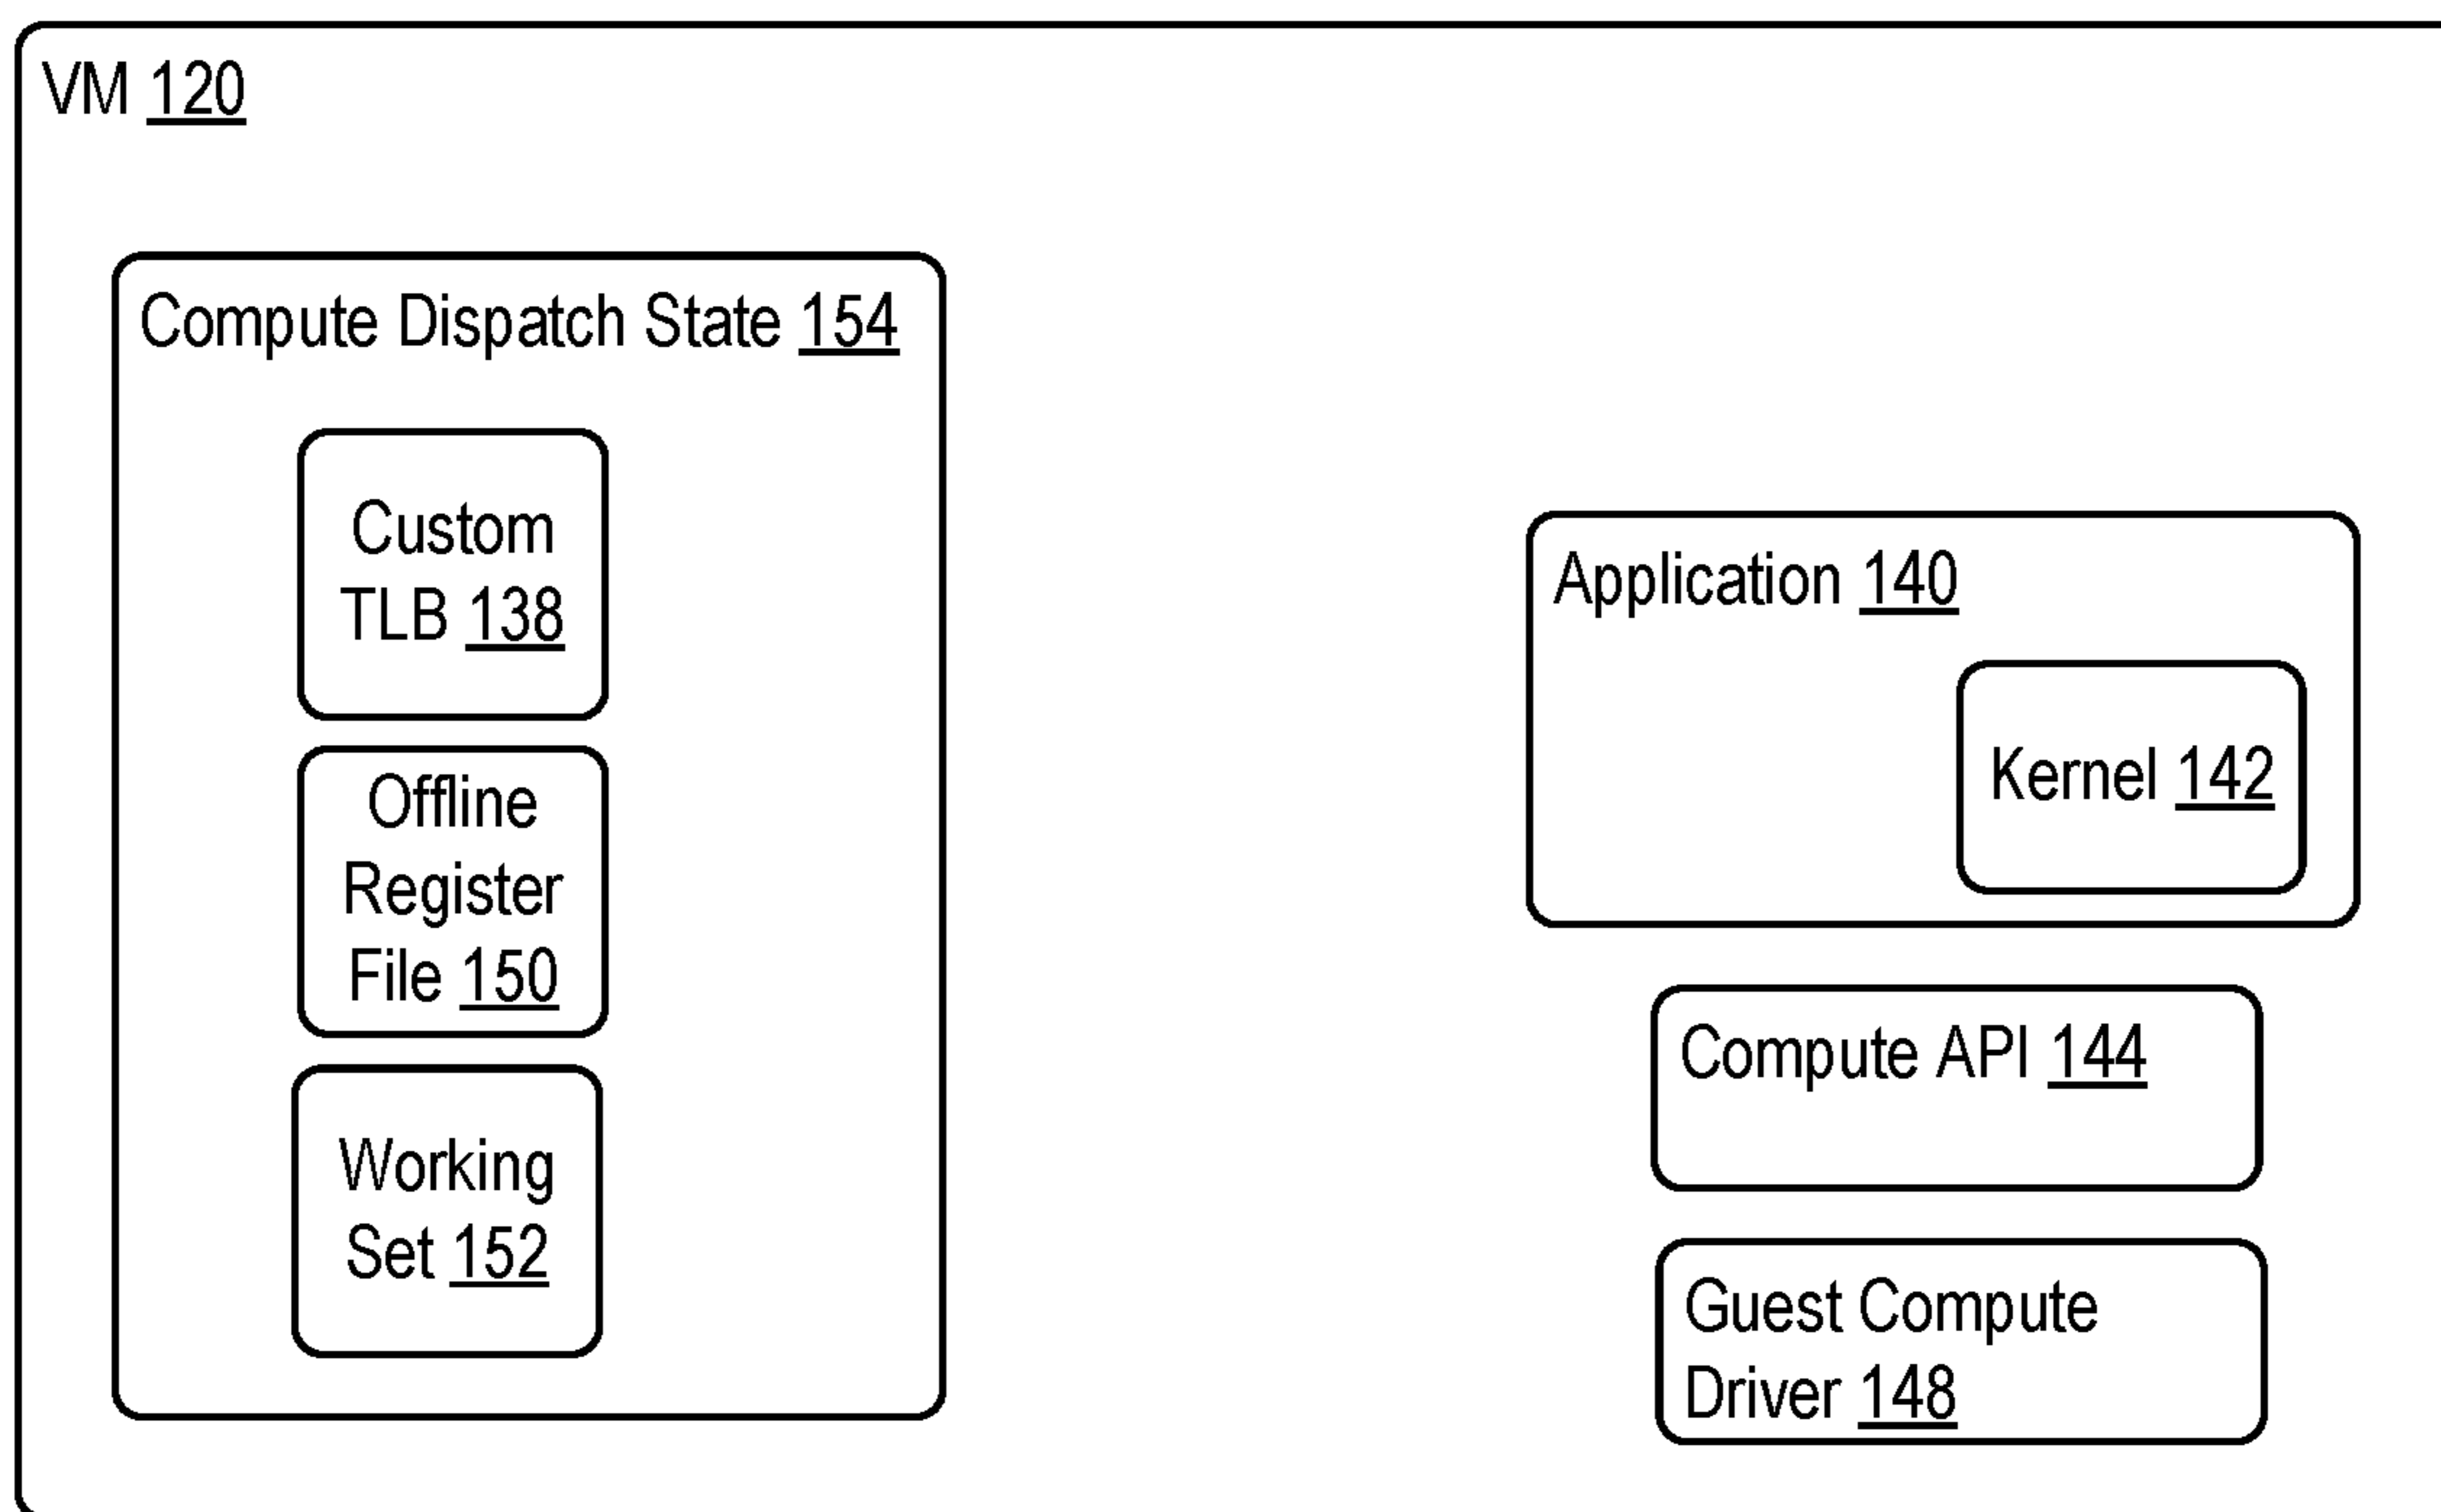 VM 120
Compute Dispatch State 154
Custom
TLB 138
Offline
Register
File 150
Working
Set 152
Application 140
Kernel 142
Compute API 144
Guest Compute
Driver 148